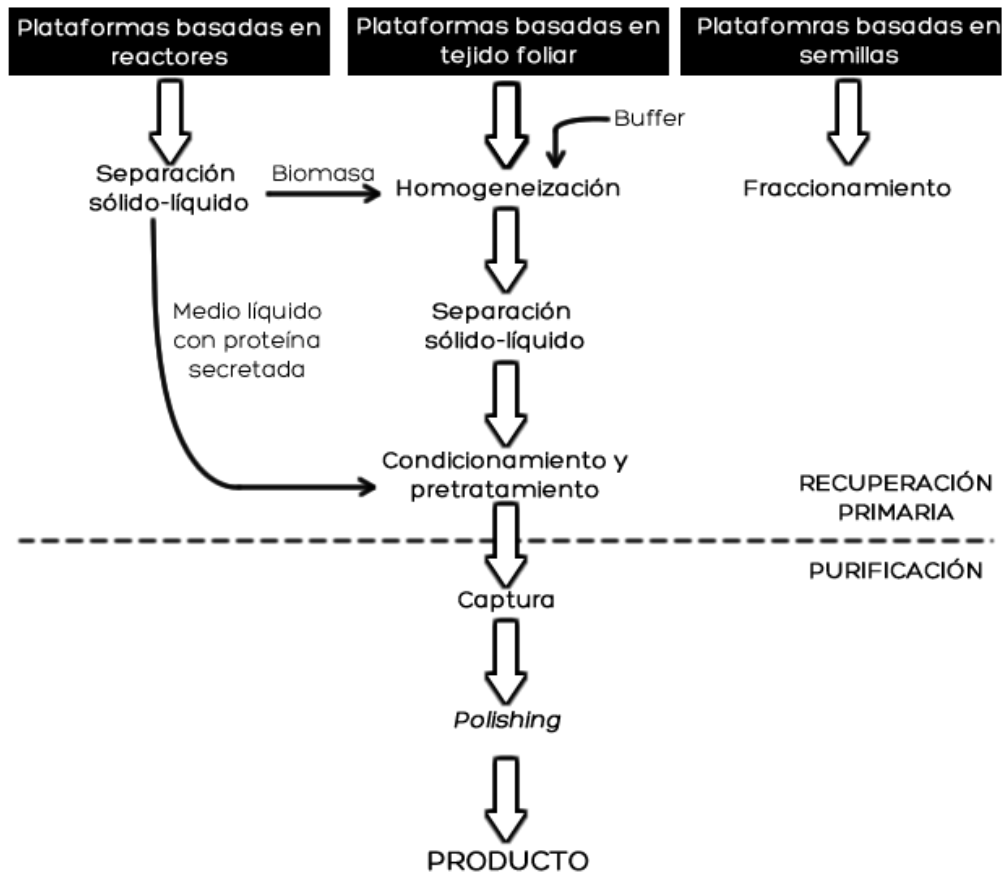 Plataformas basadas en
reactores
Plataformas basadas en
tejido foliar
Platafomras basadas en
semillas
Buffer
Separación
sólido-líquido
Biomasa
Homogeneización
Fraccionamiento
Medio líquido
con proteína
secretada
Separación
sólido-líquido
Condicionamiento y
pretratamiento
RECUPERACIÓN
PRIMARIA
PURIFICACIÓN
Captura
Polishing
PRODUCTO